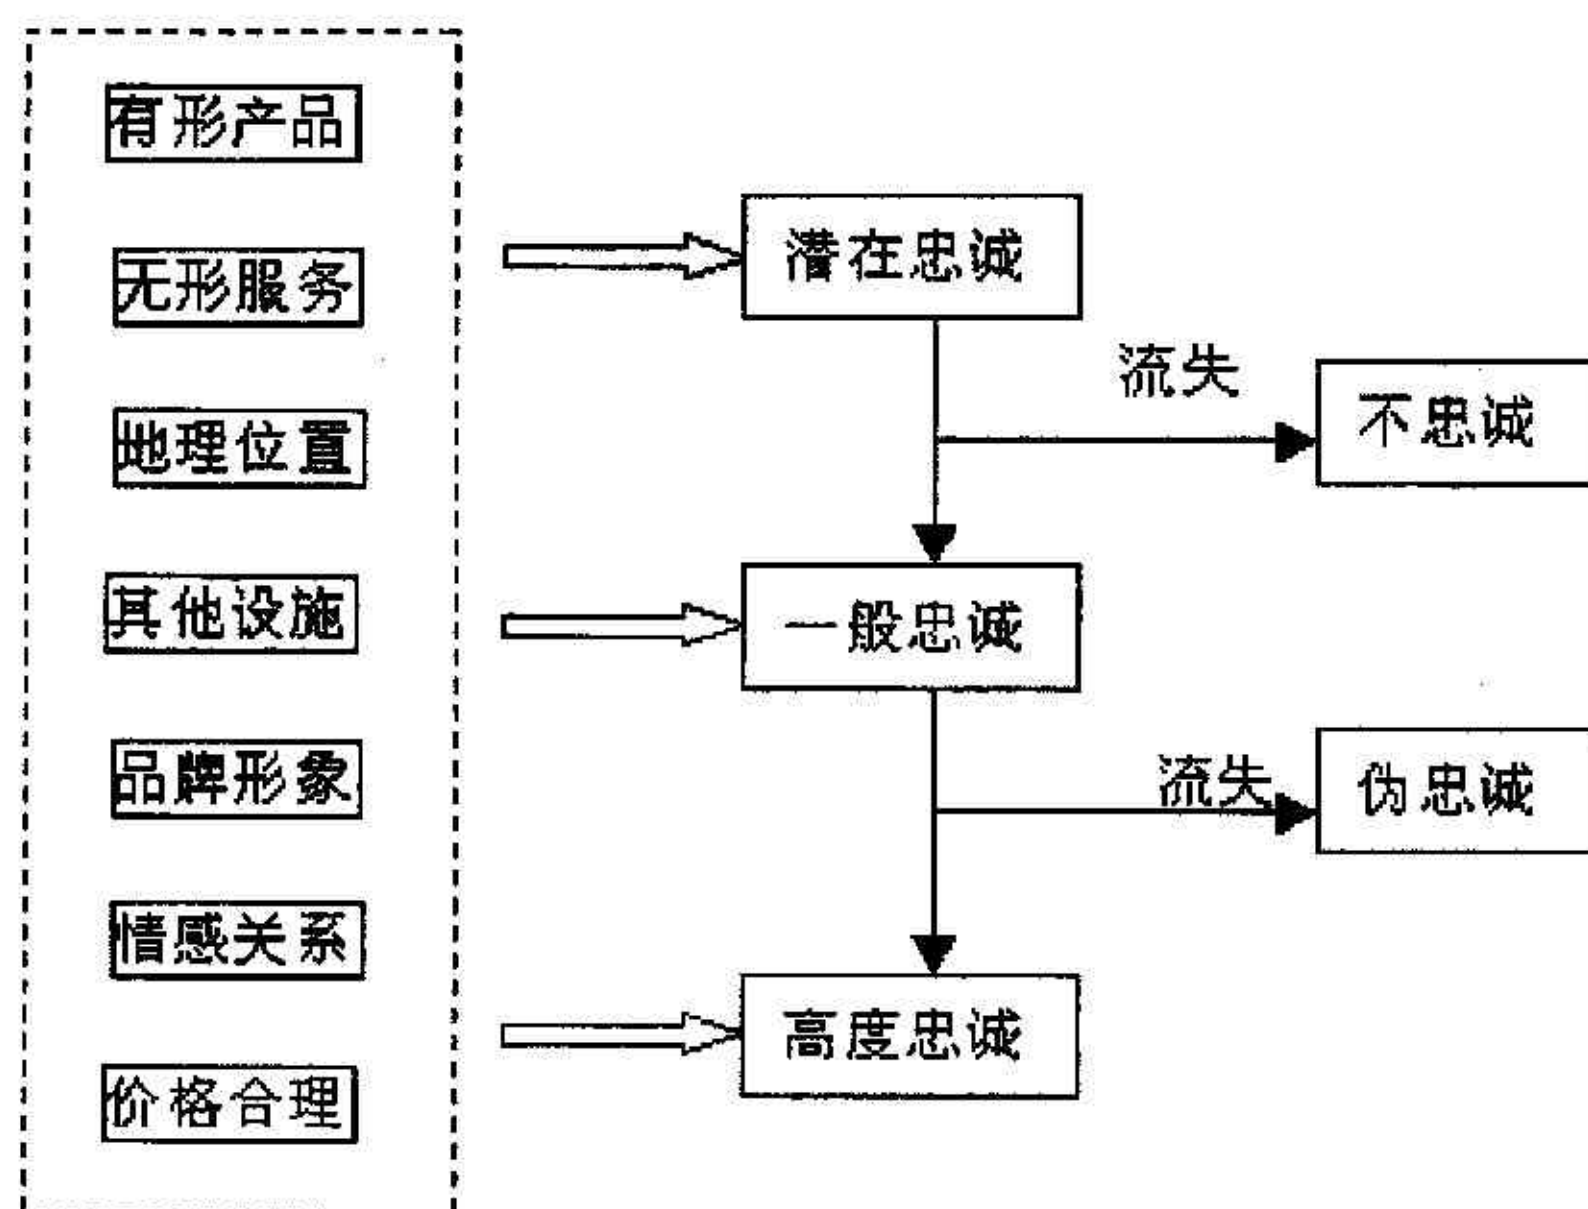 有形产品
无形服务
地理位置
其他设施
品牌形象
情感关系
价格合理
潜在忠诚
流失
不忠诚
一般忠诚
流失
伪忠诚
高度忠诚